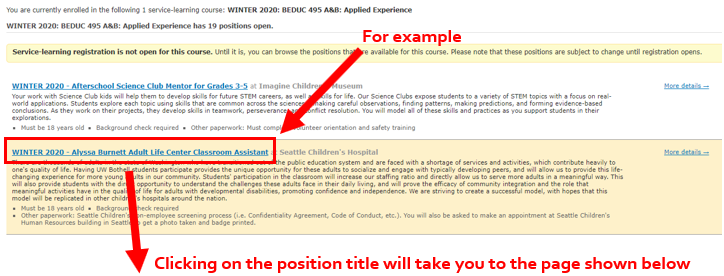 You are currently enrolled in the following 1 service-learning course: WINTER 2020: BEDUC 495 A&B: Applied Experience
WINTER 2020: BEDUC 495 A&B: Applied Experience has 19 positions open.
For example
Service-learning registration is not open for this course. Until it is, you can browse the positions that are available for this course. Please note that these positions are subject to change until registration opens.
WINTER 2020 - Afterschool Science Club Mentor for Grades 3-5 at Imagine Children's Museum More details →
Your work with Science Club kids will help them to develop skills for future STEM careers, as well as skills for life. Our Science Clubs expose students to a variety of STEM topics with a focus on real-
world applications. Students explore each topic using skills that are common across the sciences: making careful observations, finding patterns, making predictions, and forming evidence-based
conclusions. As they work on their projects, they develop skills in teamwork, perseverance and conflict resolution. You will model all of these skills and practices as you support students in their
explorations.
• Must be 18 years old • Background check required • Other paperwork: Must complete volunteer orientation and safety training
WINTER 2020 - Alyssa Burnett Adult Life Center Classroom Assistant at Seattle Children's Hospital More details →
of adults in the state of Washington who have the public education system and are faced with a shortage of services and activities, which contribute heavily to
one's quality of life. Having UW Bothell students participate provides the unique opportunity for these adults to socialize and engage with typically developing peers, and will allow us to provide this life-
changing experience for more young adults in our community. Students' participation in the classroom will increase our staffing ratio and directly allow us to serve more adults in a meaningful way. This
will also provide students with the direct opportunity to understand the challenges these adults face in their daily living, and will prove the efficacy of community integration and the role that
meaningful activities have in the quality of life for adults with developmental disabilities, promoting confidence and independence. We are striving to create a successful model, with hopes that this
model will be replicated in other children's hospitals around the nation.
• Must be 18 years old • Background check required
• Other paperwork: Seattle Children's non-employee screening process (i.e. Confidentiality Agreement, Code of Conduct, etc.). You will also be asked to make an appointment at Seattle Children's
Human Resources building in Seattle to get a photo taken and badge printed.
Clicking on the position title will take you to the page shown below